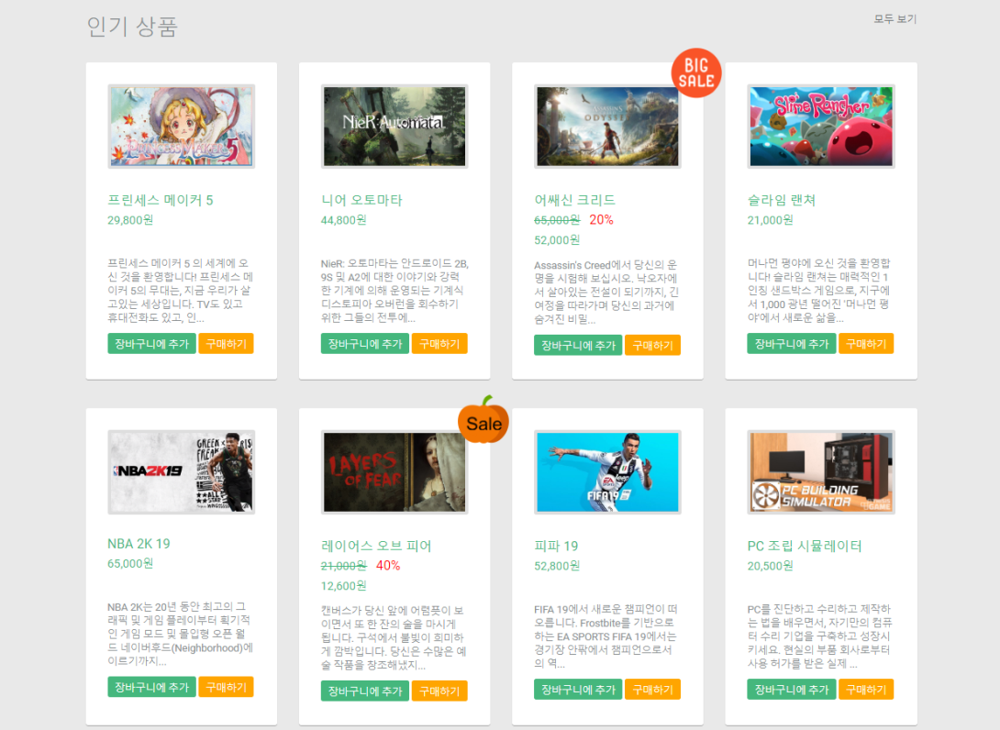 인기 상품
모두 보기
PRINCESS MAKER 5
프린세스 메이커 5
29,800원
프린세스 메이커 5 의 세계에 오
신 것을 환영합니다! 프린세스 메
이커 5의 무대는, 지금 우리가 살
고있는 세상입니다. TV도 있고
휴대전화도 있고, 인...
장바구니에 추가
구매하기
NieR:Automata
니어 오토마타
44,800원
NieR: 오토마타는 안드로이드 2B,
9S 및 A2에 대한 이야기와 강력
한 기계에 의해 운영되는 기계식
디스토피아 오버런을 회수하기
위한 그들의 전투에...
장바구니에 추가
구매하기
BIG
SALE
ASSASSIN'S
ODYSSEY
어쌔신 크리드
65,000원 20%
52,000원
Assassin's Creed에서 당신의 운
명을 시험해 보십시오. 낙오자에
서 살아있는 전설이 되기까지, 긴
여정을 따라가며 당신의 과거에
숨겨진 비밀...
장바구니에 추가
구매하기
Slime Rancher
슬라임 랜쳐
21,000원
머나먼 평야에 오신 것을 환영합
니다! 슬라임 랜쳐는 매력적인 1
인칭 샌드박스 게임으로, 지구에
서 1,000 광년 떨어진 '머나먼 평
야'에서 새로운 삶을...
장바구니에 추가
구매하기
NBA2K19
GREEK
FREAK
ALL
STAR
NBA 2K 19
65,000원
NBA 2K는 20년 동안 최고의 그
래픽 및 게임 플레이부터 획기적
인 게임 모드 및 몰입형 오픈 월
드 네이버후드(Neighborhood)에
이르기까지...
장바구니에 추가
구매하기
Sale
LAYERS
OF FEAR
레이어스 오브 피어
21,000원 40%
12,600원
캔버스가 당신 앞에 어렴풋이 보
이면서 또 한 잔의 술을 마시게
됩니다. 구석에서 불빛이 희미하
게 깜박입니다. 당신은 수많은 예
술 작품을 창조해냈지...
장바구니에 추가
구매하기
EA
SPORTS
FIFA 19
피파 19
52,800원
FIFA 19에서 새로운 챔피언이 떠
오릅니다. Frostbite를 기반으로
하는 EA SPORTS FIFA 19에서는
경기장 안팎에서 챔피언으로서
의 역...
장바구니에 추가
구매하기
PC BUILDING
SIMULATOR
GAME
PC 조립 시뮬레이터
20,500원
PC를 진단하고 수리하고 제작하
는 법을 배우면서, 자기만의 컴퓨
터 수리 기업을 구축하고 성장시
키세요. 현실의 부품 회사로부터
사용 허가를 받은 실제 ...
장바구니에 추가
구매하기